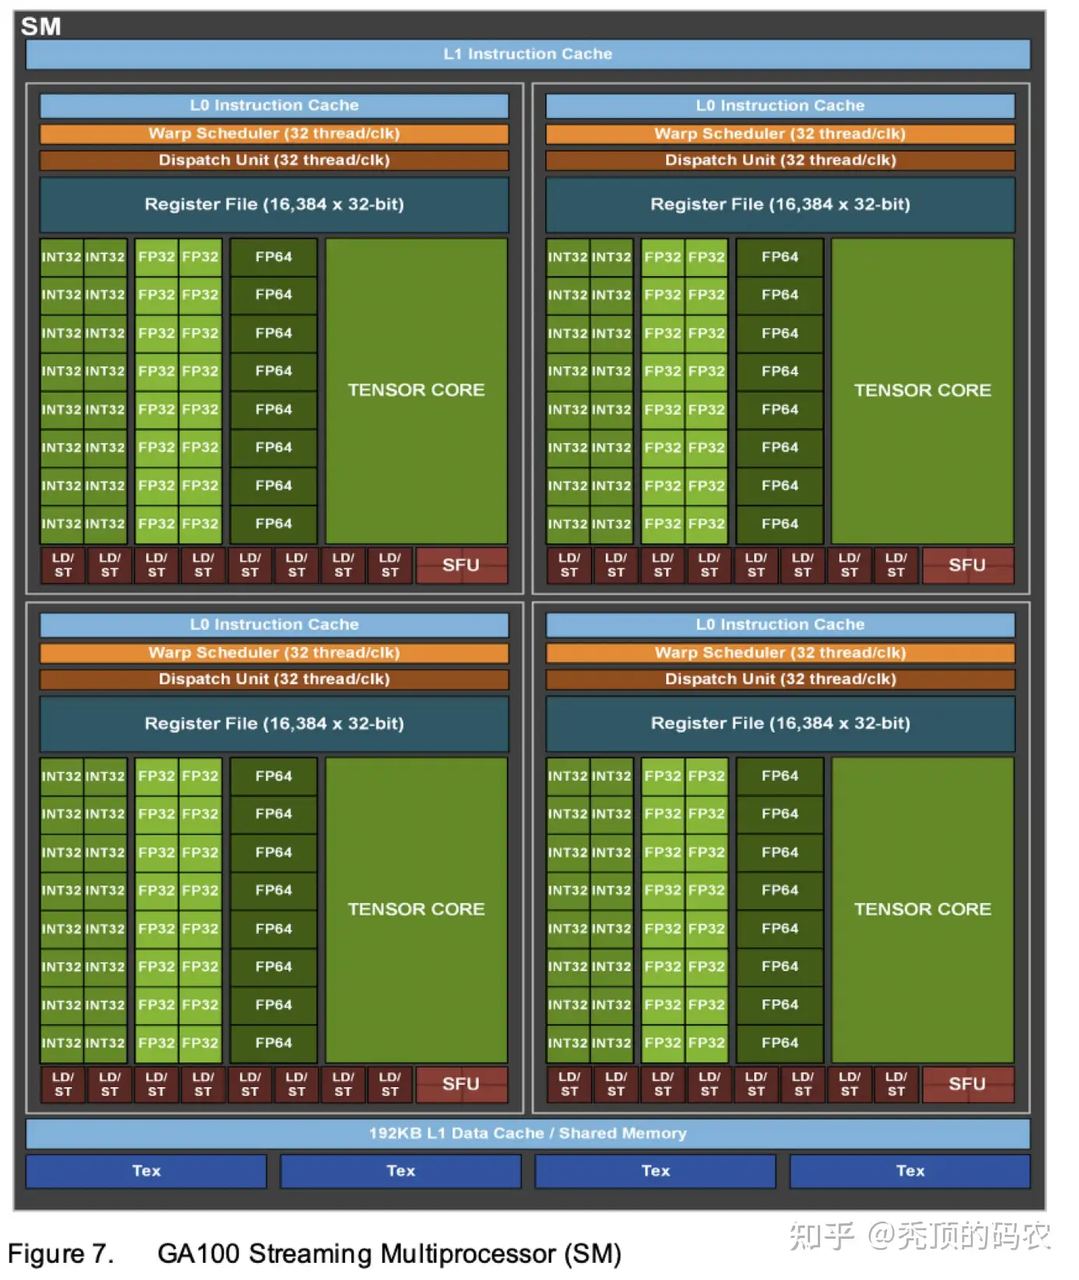 SM
L1 Instruction Cache
L0 Instruction Cache L0 Instruction Cache
Warp Scheduler (32 thread/clk) Warp Scheduler (32 thread/clk)
Dispatch Unit (32 thread/clk) Dispatch Unit (32 thread/clk)
Register File (16,384 x 32-bit) Register File (16,384 x 32-bit)
INT32 INT32 FP32 FP32 FP64 INT32 INT32 FP32 FP32 FP64
INT32 INT32 FP32 FP32 FP64 INT32 INT32 FP32 FP32 FP64
INT32 INT32 FP32 FP32 FP64 INT32 INT32 FP32 FP32 FP64
INT32 INT32 FP32 FP32 FP64 INT32 INT32 FP32 FP32 FP64
TENSOR CORE TENSOR CORE
INT32 INT32 FP32 FP32 FP64 INT32 INT32 FP32 FP32 FP64
INT32 INT32 FP32 FP32 FP64 INT32 INT32 FP32 FP32 FP64
INT32 INT32 FP32 FP32 FP64 INT32 INT32 FP32 FP32 FP64
INT32 INT32 FP32 FP32 FP64 INT32 INT32 FP32 FP32 FP64
LD/ LD/ LD/ LD/ LD/ LD/ LD/ LD/ SFU LD/ LD/ LD/ LD/ LD/ LD/ LD/ LD/ SFU
ST ST ST ST ST ST ST ST ST ST ST ST ST ST ST ST
L0 Instruction Cache L0 Instruction Cache
Warp Scheduler (32 thread/clk) Warp Scheduler (32 thread/clk)
Dispatch Unit (32 thread/clk) Dispatch Unit (32 thread/clk)
Register File (16,384 x 32-bit) Register File (16,384 x 32-bit)
INT32 INT32 FP32 FP32 FP64 INT32 INT32 FP32 FP32 FP64
INT32 INT32 FP32 FP32 FP64 INT32 INT32 FP32 FP32 FP64
INT32 INT32 FP32 FP32 FP64 INT32 INT32 FP32 FP32 FP64
INT32 INT32 FP32 FP32 FP64 INT32 INT32 FP32 FP32 FP64
TENSOR CORE TENSOR CORE
INT32 INT32 FP32 FP32 FP64 INT32 INT32 FP32 FP32 FP64
INT32 INT32 FP32 FP32 FP64 INT32 INT32 FP32 FP32 FP64
INT32 INT32 FP32 FP32 FP64 INT32 INT32 FP32 FP32 FP64
INT32 INT32 FP32 FP32 FP64 INT32 INT32 FP32 FP32 FP64
LD/ LD/ LD/ LD/ LD/ LD/ LD/ LD/ SFU LD/ LD/ LD/ LD/ LD/ LD/ LD/ LD/ SFU
ST ST ST ST ST ST ST ST ST ST ST ST ST ST ST ST
192KB L1 Data Cache / Shared Memory
Tex Tex Tex Tex
知乎 @秃顶的码农
Figure 7. GA100 Streaming Multiprocessor (SM)